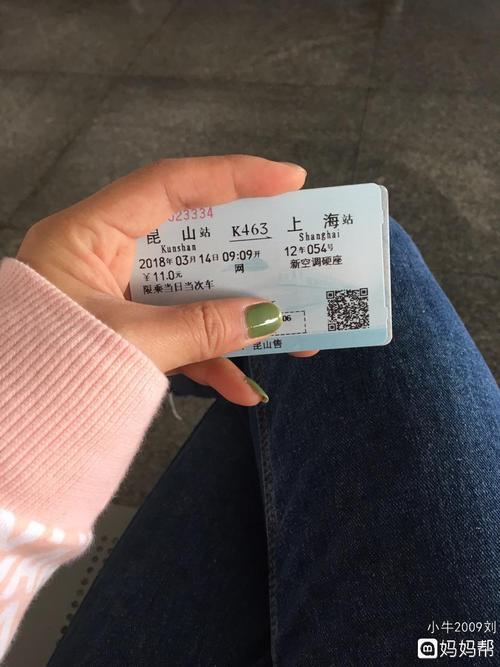 023334
昆山站 K463 上海站
Kunshan Shanghai
2018年03月14日09:09开 12车054号
￥11.0元 网 新空调硬座
限乘当日当次车
06
昆山售
小牛2009刘
妈妈帮